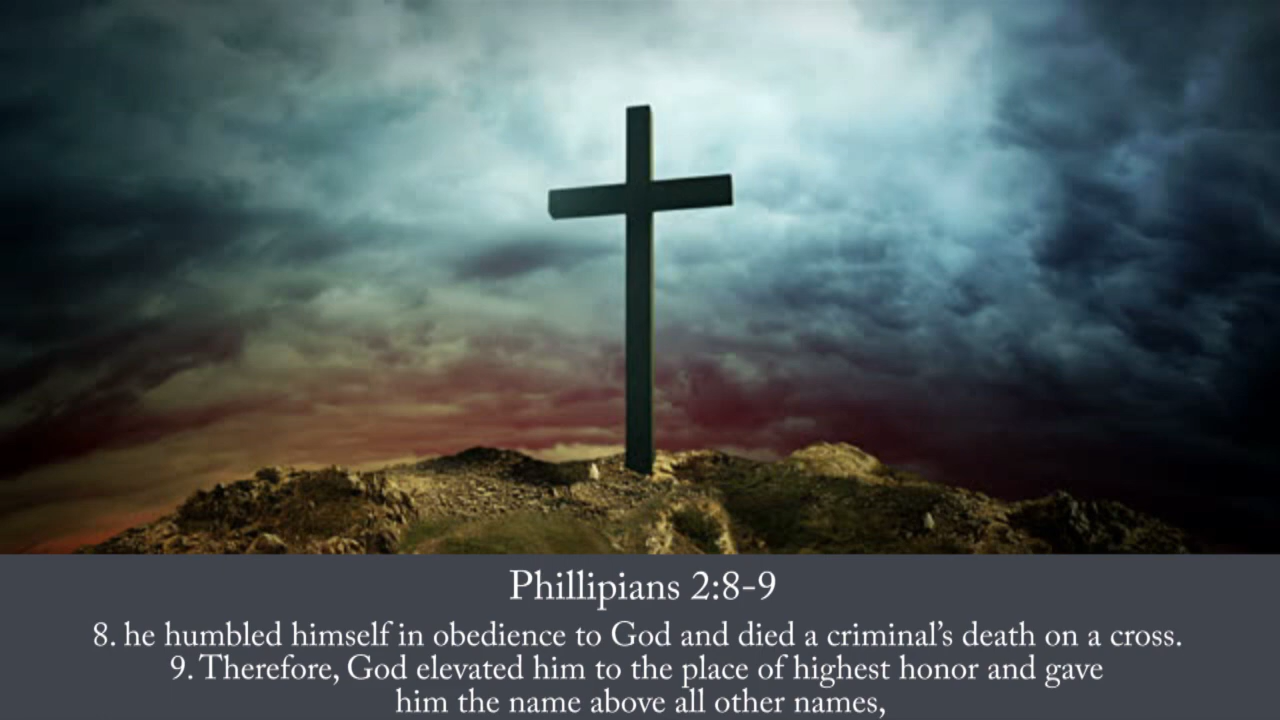 Phillipians 2:8-9
8. he humbled himself in obedience to God and died a criminal’s death on a cross.
9. Therefore, God elevated him to the place of highest honor and gave
him the name above all other names,